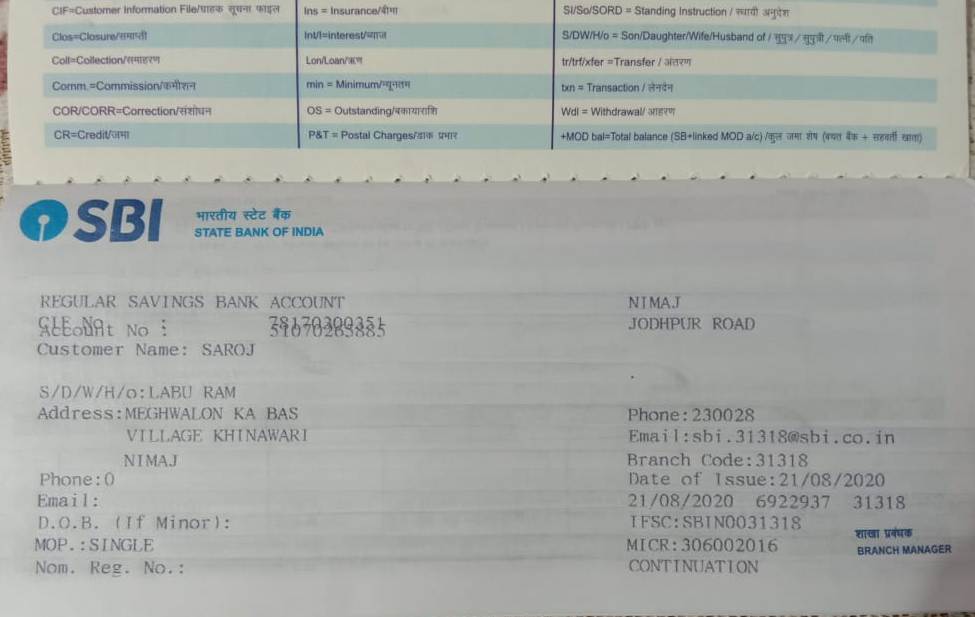 CIF=Customer Information File/ग्राहक सूचना फाइल
Clos=Closure/समाप्ती
Coll=Collection/समाहरण
Comm.=Commission/कमीशन
COR/CORR=Correction/संशोधन
CR=Credit/जमा
Ins = Insurance/बीमा
Int/I=interest/ब्याज
Lon/Loan/ऋण
min = Minimum/न्यूनतम
OS = Outstanding/बकायाराशि
P&T = Postal Charges/डाक प्रभार
SI/So/SORD = Standing Instruction / स्थायी अनुदेश
S/DW/H/o = Son/Daughter/Wife/Husband of / सुपुत्र / सुपुत्री / पत्नी / पति
tr/trf/xfer =Transfer / अंतरण
txn = Transaction / लेनदेन
Wdl = Withdrawal/ आहरण
+MOD bal=Total balance (SB+linked MOD a/c) /कुल जमा शेष (बचत बैंक + सहवर्ती खाता)
SBI
भारतीय स्टेट बैंक
STATE BANK OF INDIA
REGULAR SAVINGS BANK ACCOUNT
CIF No :
Account No :
Customer Name: SAROJ
S/D/W/H/o:LABU RAM
Address:MEGHWALON KA BAS
VILLAGE KHINAWARI
NIMAJ
Phone:0
Email:
D.O.B. (If Minor):
MOP.:SINGLE
Nom. Reg. No.:
NIMAJ
JODHPUR ROAD
Phone:230028
Email:sbi.31318@sbi.co.in
Branch Code:31318
Date of Issue:21/08/2020
21/08/2020 6922937 31318
IFSC:SBIN0031318
MICR:306002016
CONTINUATION
शाखा प्रबंधक
BRANCH MANAGER